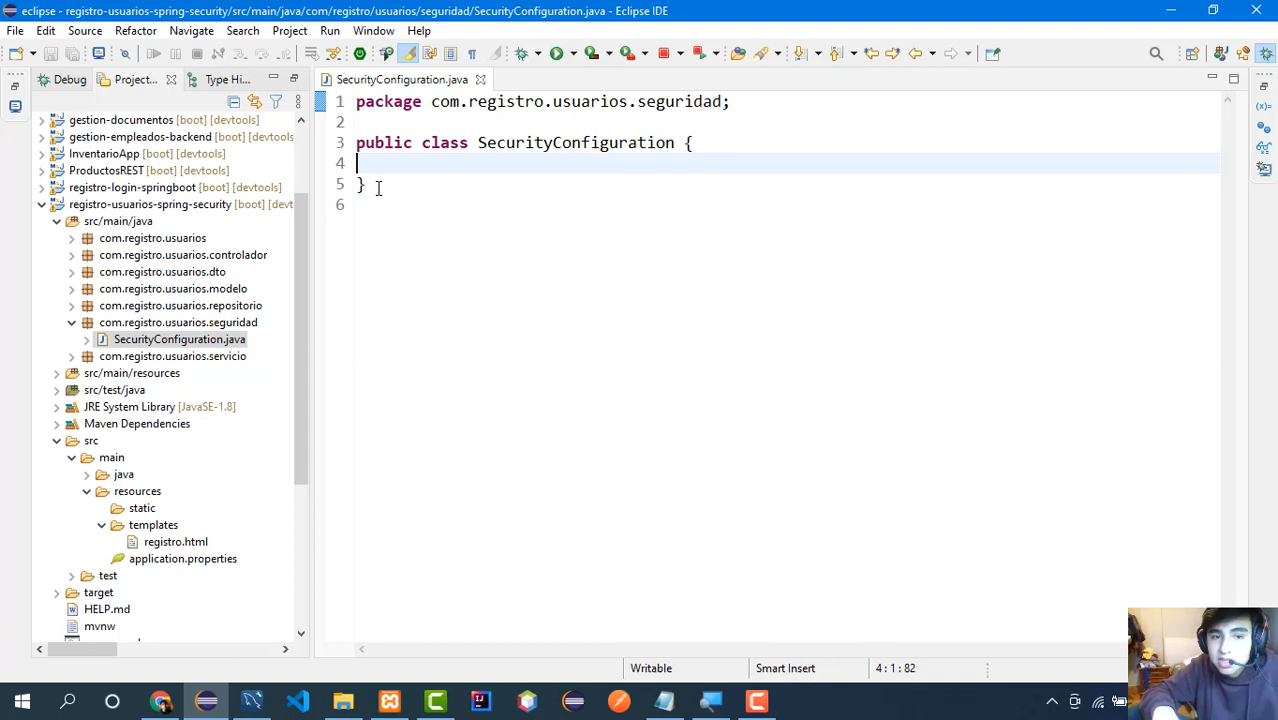 eclipse - registro-usuarios-spring-security/src/main/java/com/registro/usuarios/seguridad/SecurityConfiguration.java - Eclipse IDE
File Edit Source Refactor Navigate Search Project Run Window Help
Debug Project... Type Hi...
SecurityConfiguration.java
gestion-documentos [boot] [devtools]
gestion-empleados-backend [boot] [devtools]
InventarioApp [boot] [devtools]
ProductosREST [boot] [devtools]
registro-login-springboot [boot] [devtools]
registro-usuarios-spring-security [boot] [devt
src/main/java
com.registro.usuarios
com.registro.usuarios.controlador
com.registro.usuarios.dto
com.registro.usuarios.modelo
com.registro.usuarios.repositorio
com.registro.usuarios.seguridad
SecurityConfiguration.java
com.registro.usuarios.servicio
src/main/resources
src/test/java
JRE System Library [JavaSE-1.8]
Maven Dependencies
src
main
java
resources
static
templates
registro.html
application.properties
test
target
HELP.md
mvnw
1 package com.registro.usuarios.seguridad;
2
3 public class SecurityConfiguration {
4
5 }
6
Writable Smart Insert 4 : 1 : 82